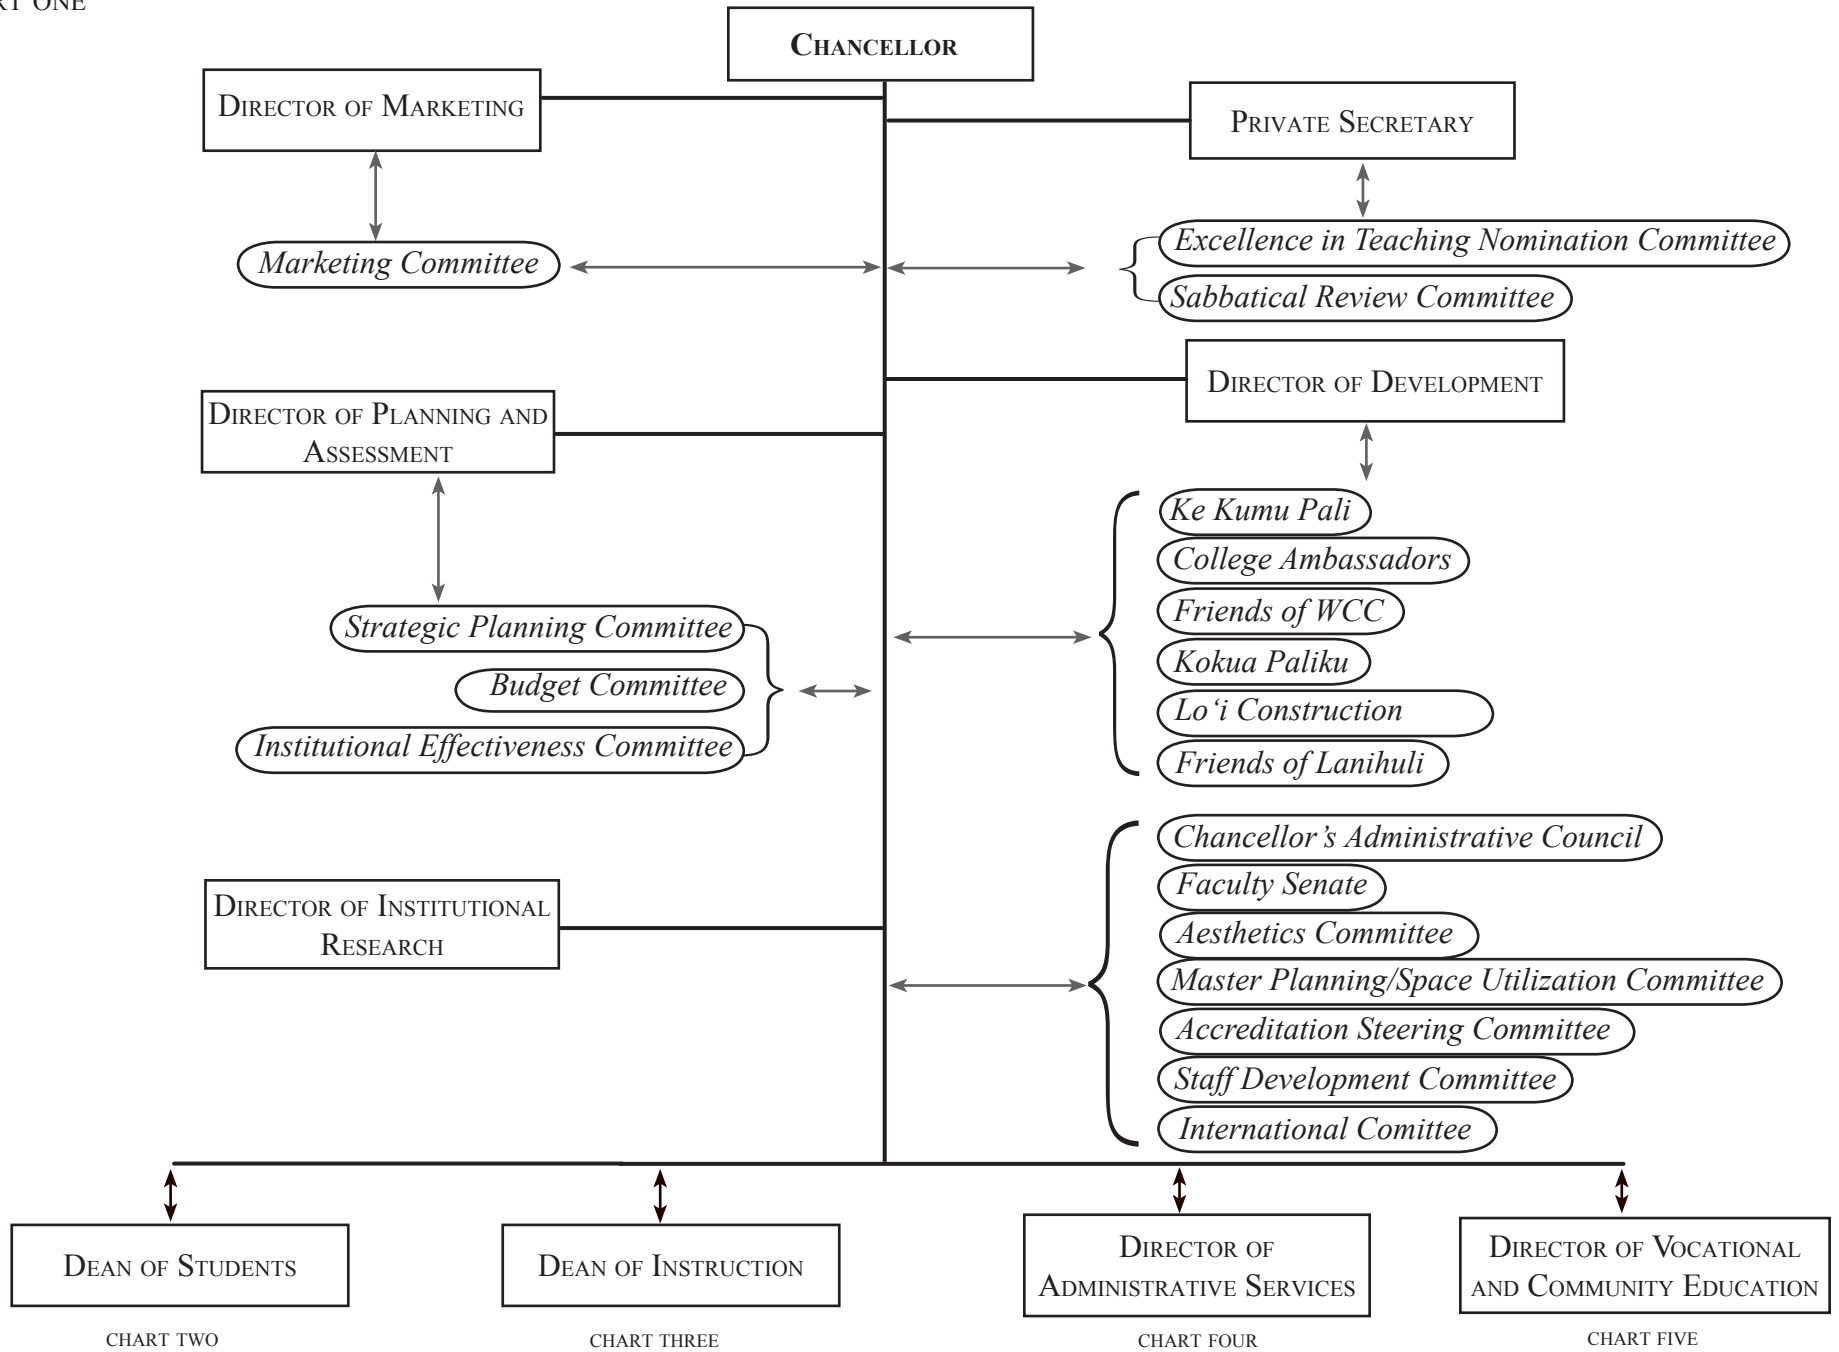 RT ONE
CHANCELLOR
DIRECTOR OF MARKETING
PRIVATE SECRETARY
Excellence in Teaching Nomination Committee
Marketing Committee
Sabbatical Review Committee
DIRECTOR OF DEVELOPMENT
DIRECTOR OF PLANNING AND
ASSESSMENT
Ke Kumu Pali
College Ambassadors
Friends of WCC
Strategic Planning Committee
Kokua Paliku
Budget Committee
Lo‘i Construction
Institutional Effectiveness Committee
Friends of Lanihuli
Chancellor’s Administrative Council
Faculty Senate
DIRECTOR OF INSTITUTIONAL
RESEARCH
Aesthetics Committee
Master Planning/Space Utilization Committee
Accreditation Steering Committee
Staff Development Committee
International Comittee
DEAN OF STUDENTS
DEAN OF INSTRUCTION
DIRECTOR OF
ADMINISTRATIVE SERVICES
DIRECTOR OF VOCATIONAL
AND COMMUNITY EDUCATION
CHART TWO
CHART THREE
CHART FOUR
CHART FIVE